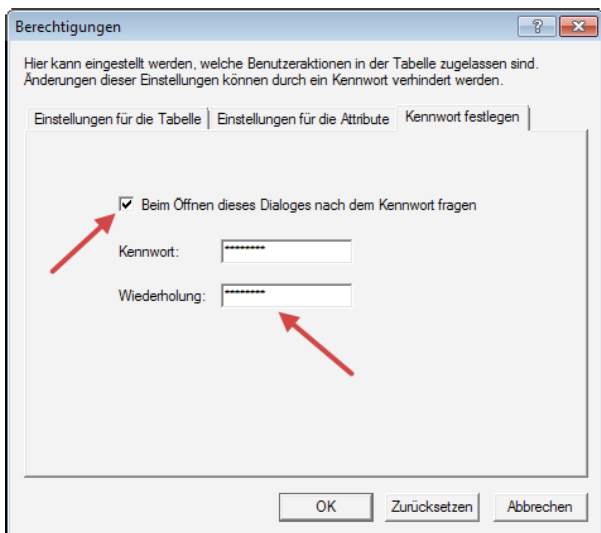 Berechtigungen
Hier kann eingestellt werden, welche Benutzeraktionen in der Tabelle zugelassen sind.
Änderungen dieser Einstellungen können durch ein Kennwort verhindert werden.
Einstellungen für die Tabelle Einstellungen für die Attribute Kennwort festlegen
Beim Öffnen dieses Dialoges nach dem Kennwort fragen
Kennwort: ********
Wiederholung: ********
OK Zurücksetzen Abbrechen